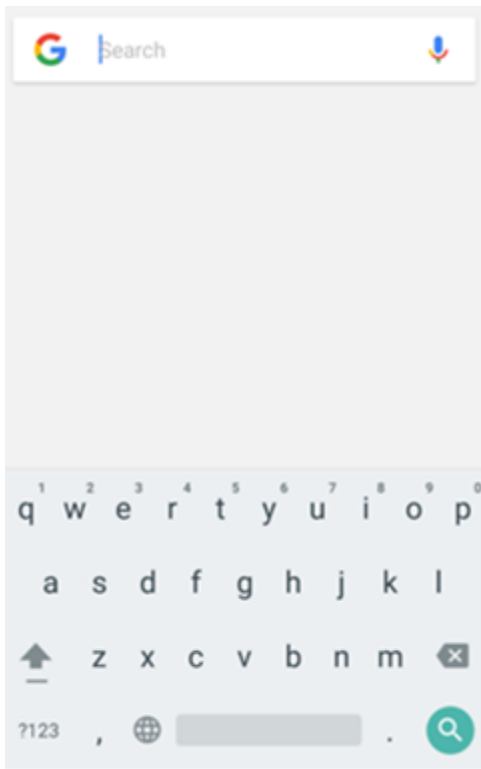 G Search
1 2 3 4 5 6 7 8 9 0
q w e r t y u i o p
a s d f g h j k l
z x c v b n m
?123 , .